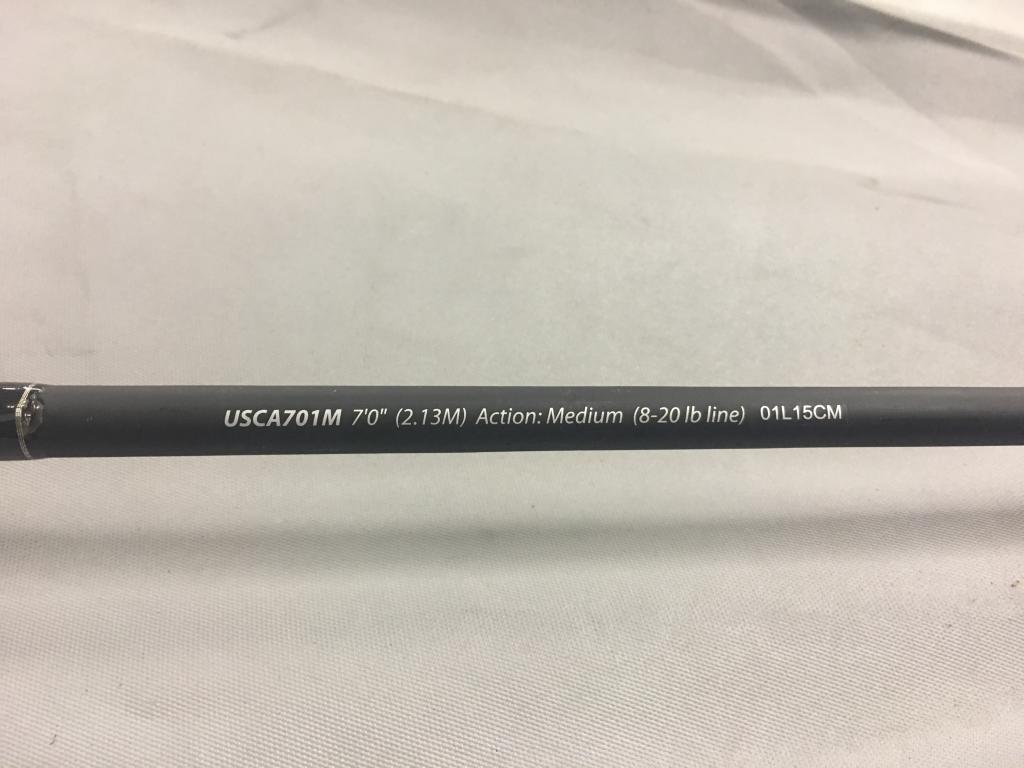 USCA701M 7'0" (2.13M) Action: Medium (8-20 lb line) 01L15CM